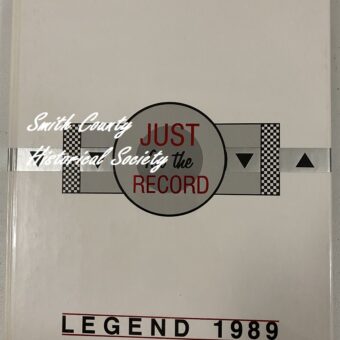 Smith County
Historical Society
JUST
the
RECORD
LEGEND 1989